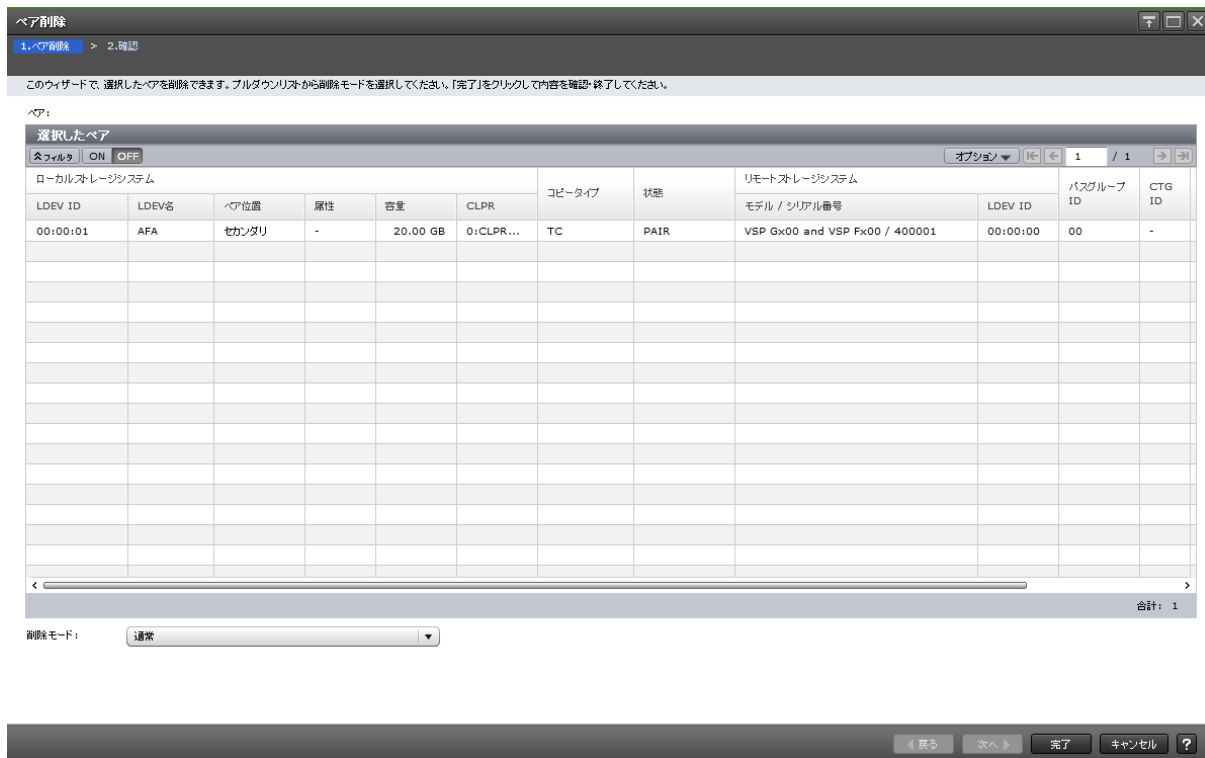 ペア削除
1.ペア削除 > 2.確認
このウィザードで、選択したペアを削除できます。プルダウンリストから削除モードを選択してください。「完了」をクリックして内容を確認・終了してください。
ペア:
選択したペア
フィルタ ON OFF オプション 1 / 1
ローカルストレージシステム コピータイプ 状態 リモートストレージシステム パスグループ ID CTG ID
LDEV ID LDEV名 ペア位置 属性 容量 CLPR モデル / シリアル番号 LDEV ID
00:00:01 AFA セカンダリ - 20.00 GB 0:CLPR... TC PAIR VSP Gx00 and VSP Fx00 / 400001 00:00:00 00 -
合計: 1
削除モード: 通常
戻る 次へ 完了 キャンセル ?